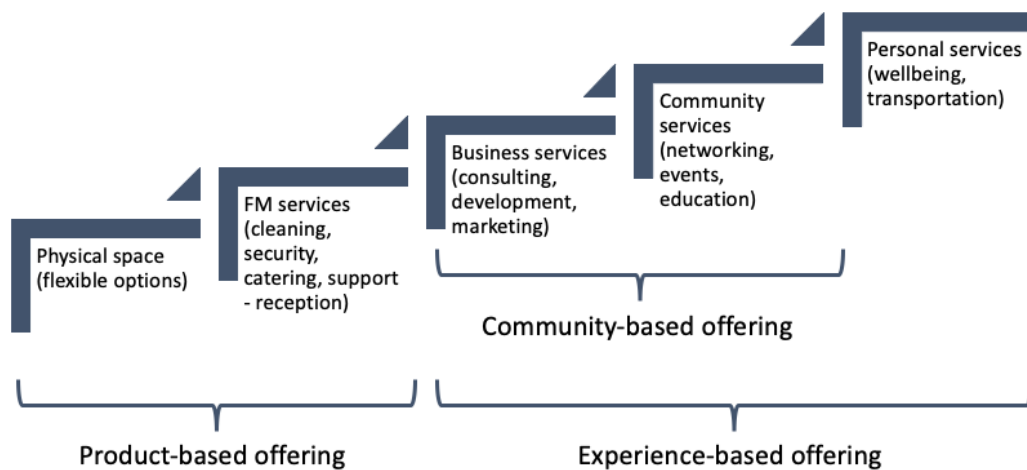 Physical space
(flexible options)
FM services
(cleaning,
security,
catering, support
- reception)
Business services
(consulting,
development,
marketing)
Community
services
(networking,
events,
education)
Personal services
(wellbeing,
transportation)
Community-based offering
Product-based offering
Experience-based offering